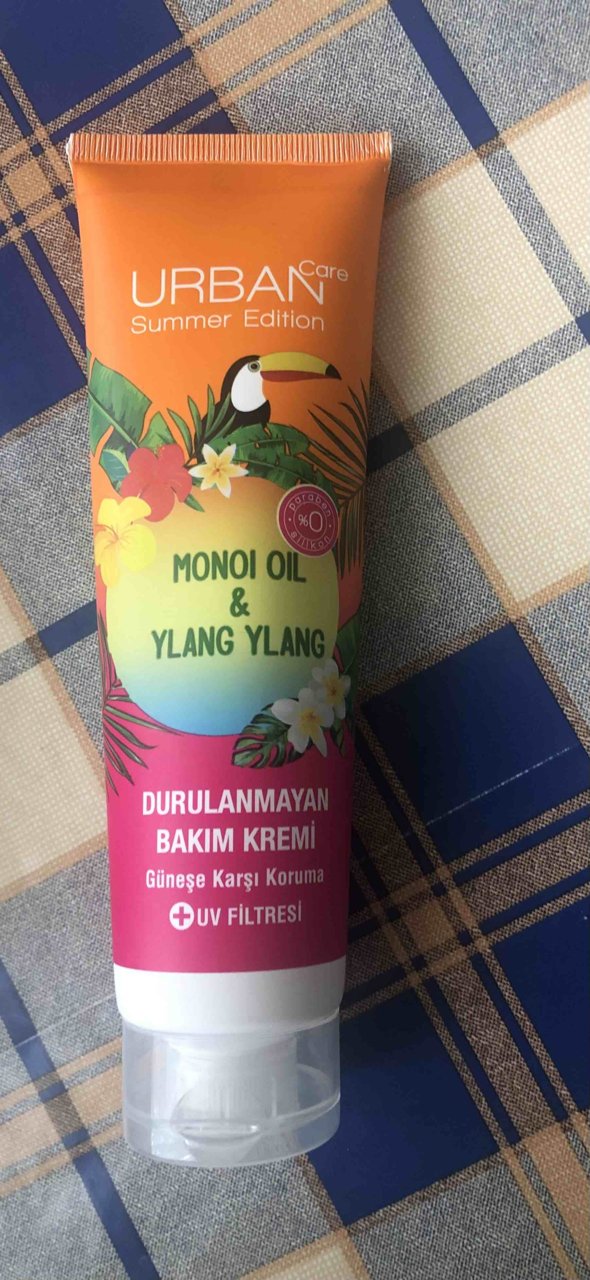 URBAN Care
Summer Edition
paraben
%0
silikon
MONOI OIL
&
YLANG YLANG
DURULANMAYAN
BAKIM KREMİ
Güneşe Karşı Koruma
+ UV FİLTRESİ